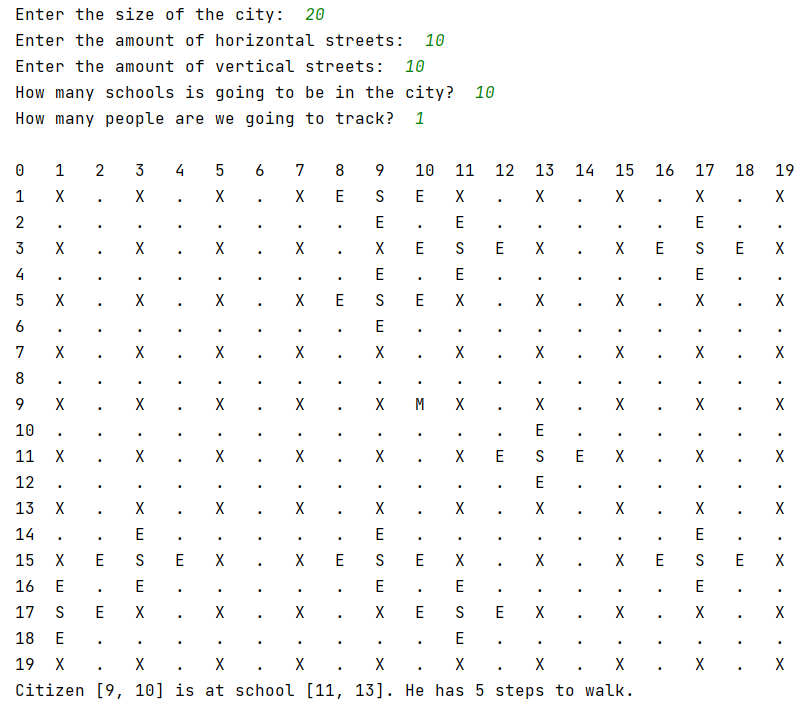 Enter the size of the city:  20
Enter the amount of horizontal streets:  10
Enter the amount of vertical streets:  10
How many schools is going to be in the city?  10
How many people are we going to track?  1
0   1   2   3   4   5   6   7   8   9   10  11  12  13  14  15  16  17  18  19
1   X   .   X   .   X   .   X   E   S   E   X   .   X   .   X   .   X   .   X
2   .   .   .   .   .   .   .   .   E   .   E   .   .   .   .   .   E   .   .
3   X   .   X   .   X   .   X   .   X   E   S   E   X   .   X   E   S   E   X
4   .   .   .   .   .   .   .   .   E   .   E   .   .   .   .   .   E   .   .
5   X   .   X   .   X   .   X   E   S   E   X   .   X   .   X   .   X   .   X
6   .   .   .   .   .   .   .   .   E   .   .   .   .   .   .   .   .   .   .
7   X   .   X   .   X   .   X   .   X   .   X   .   X   .   X   .   X   .   X
8   .   .   .   .   .   .   .   .   .   .   .   .   .   .   .   .   .   .   .
9   X   .   X   .   X   .   X   .   X   M   X   .   X   .   X   .   X   .   X
10  .   .   .   .   .   .   .   .   .   .   .   .   E   .   .   .   .   .   .
11  X   .   X   .   X   .   X   .   X   .   X   E   S   E   X   .   X   .   X
12  .   .   .   .   .   .   .   .   .   .   .   .   E   .   .   .   .   .   .
13  X   .   X   .   X   .   X   .   X   .   X   .   X   .   X   .   X   .   X
14  .   .   E   .   .   .   .   .   E   .   .   .   .   .   .   .   E   .   .
15  X   E   S   E   X   .   X   E   S   E   X   .   X   .   X   E   S   E   X
16  E   .   E   .   .   .   .   .   E   .   E   .   .   .   .   .   E   .   .
17  S   E   X   .   X   .   X   .   X   E   S   E   X   .   X   .   X   .   X
18  E   .   .   .   .   .   .   .   .   .   E   .   .   .   .   .   .   .   .
19  X   .   X   .   X   .   X   .   X   .   X   .   X   .   X   .   X   .   X
Citizen [9, 10] is at school [11, 13]. He has 5 steps to walk.